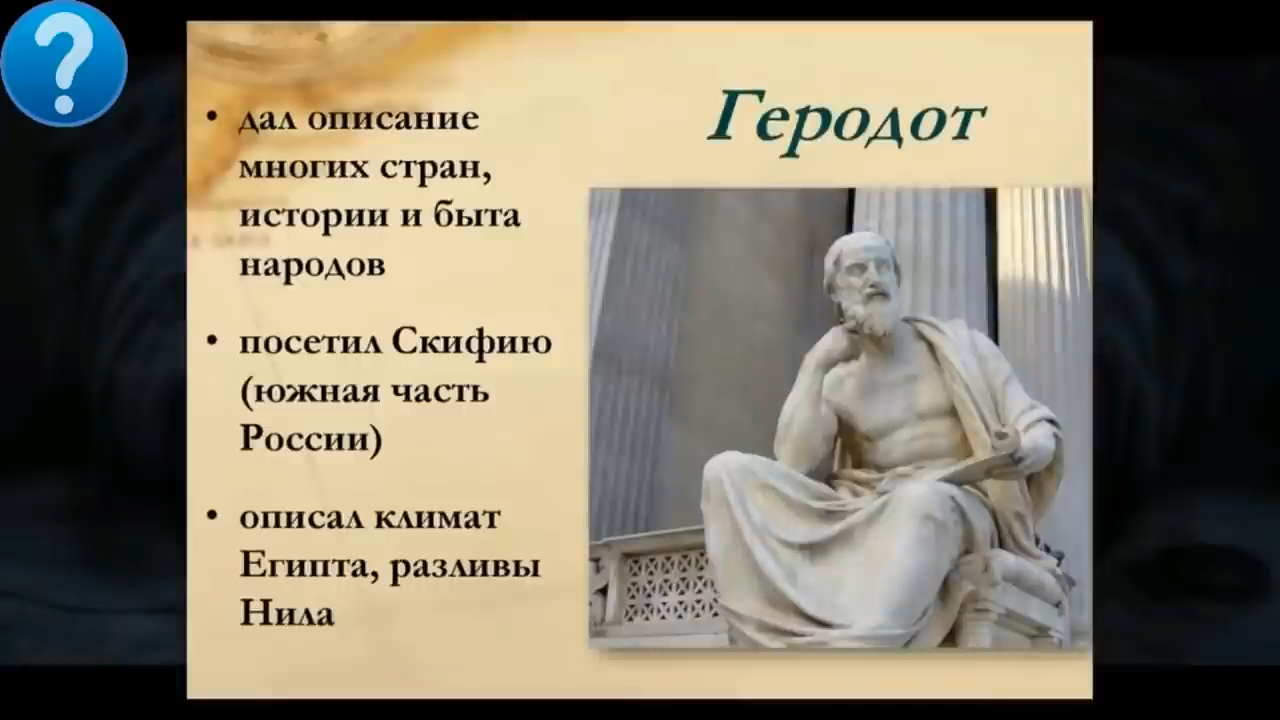 ?
Геродот
• дал описание
многих стран,
истории и быта
народов
• посетил Скифию
(южная часть
России)
• описал климат
Египта, разливы
Нила